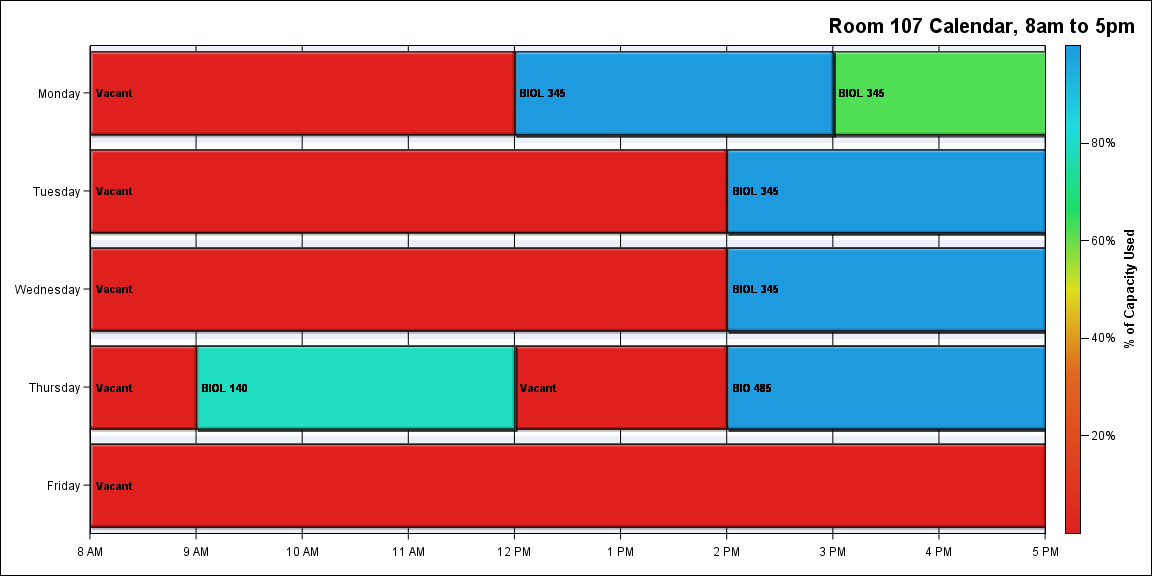 Room 107 Calendar, 8am to 5pm
Monday
Vacant
BIOL 345
BIOL 345
Tuesday
Vacant
BIOL 345
Wednesday
Vacant
BIOL 345
Thursday
Vacant
BIOL 140
Vacant
BIO 485
Friday
Vacant
8 AM 9 AM 10 AM 11 AM 12 PM 1 PM 2 PM 3 PM 4 PM 5 PM
80%
60%
40%
20%
% of Capacity Used